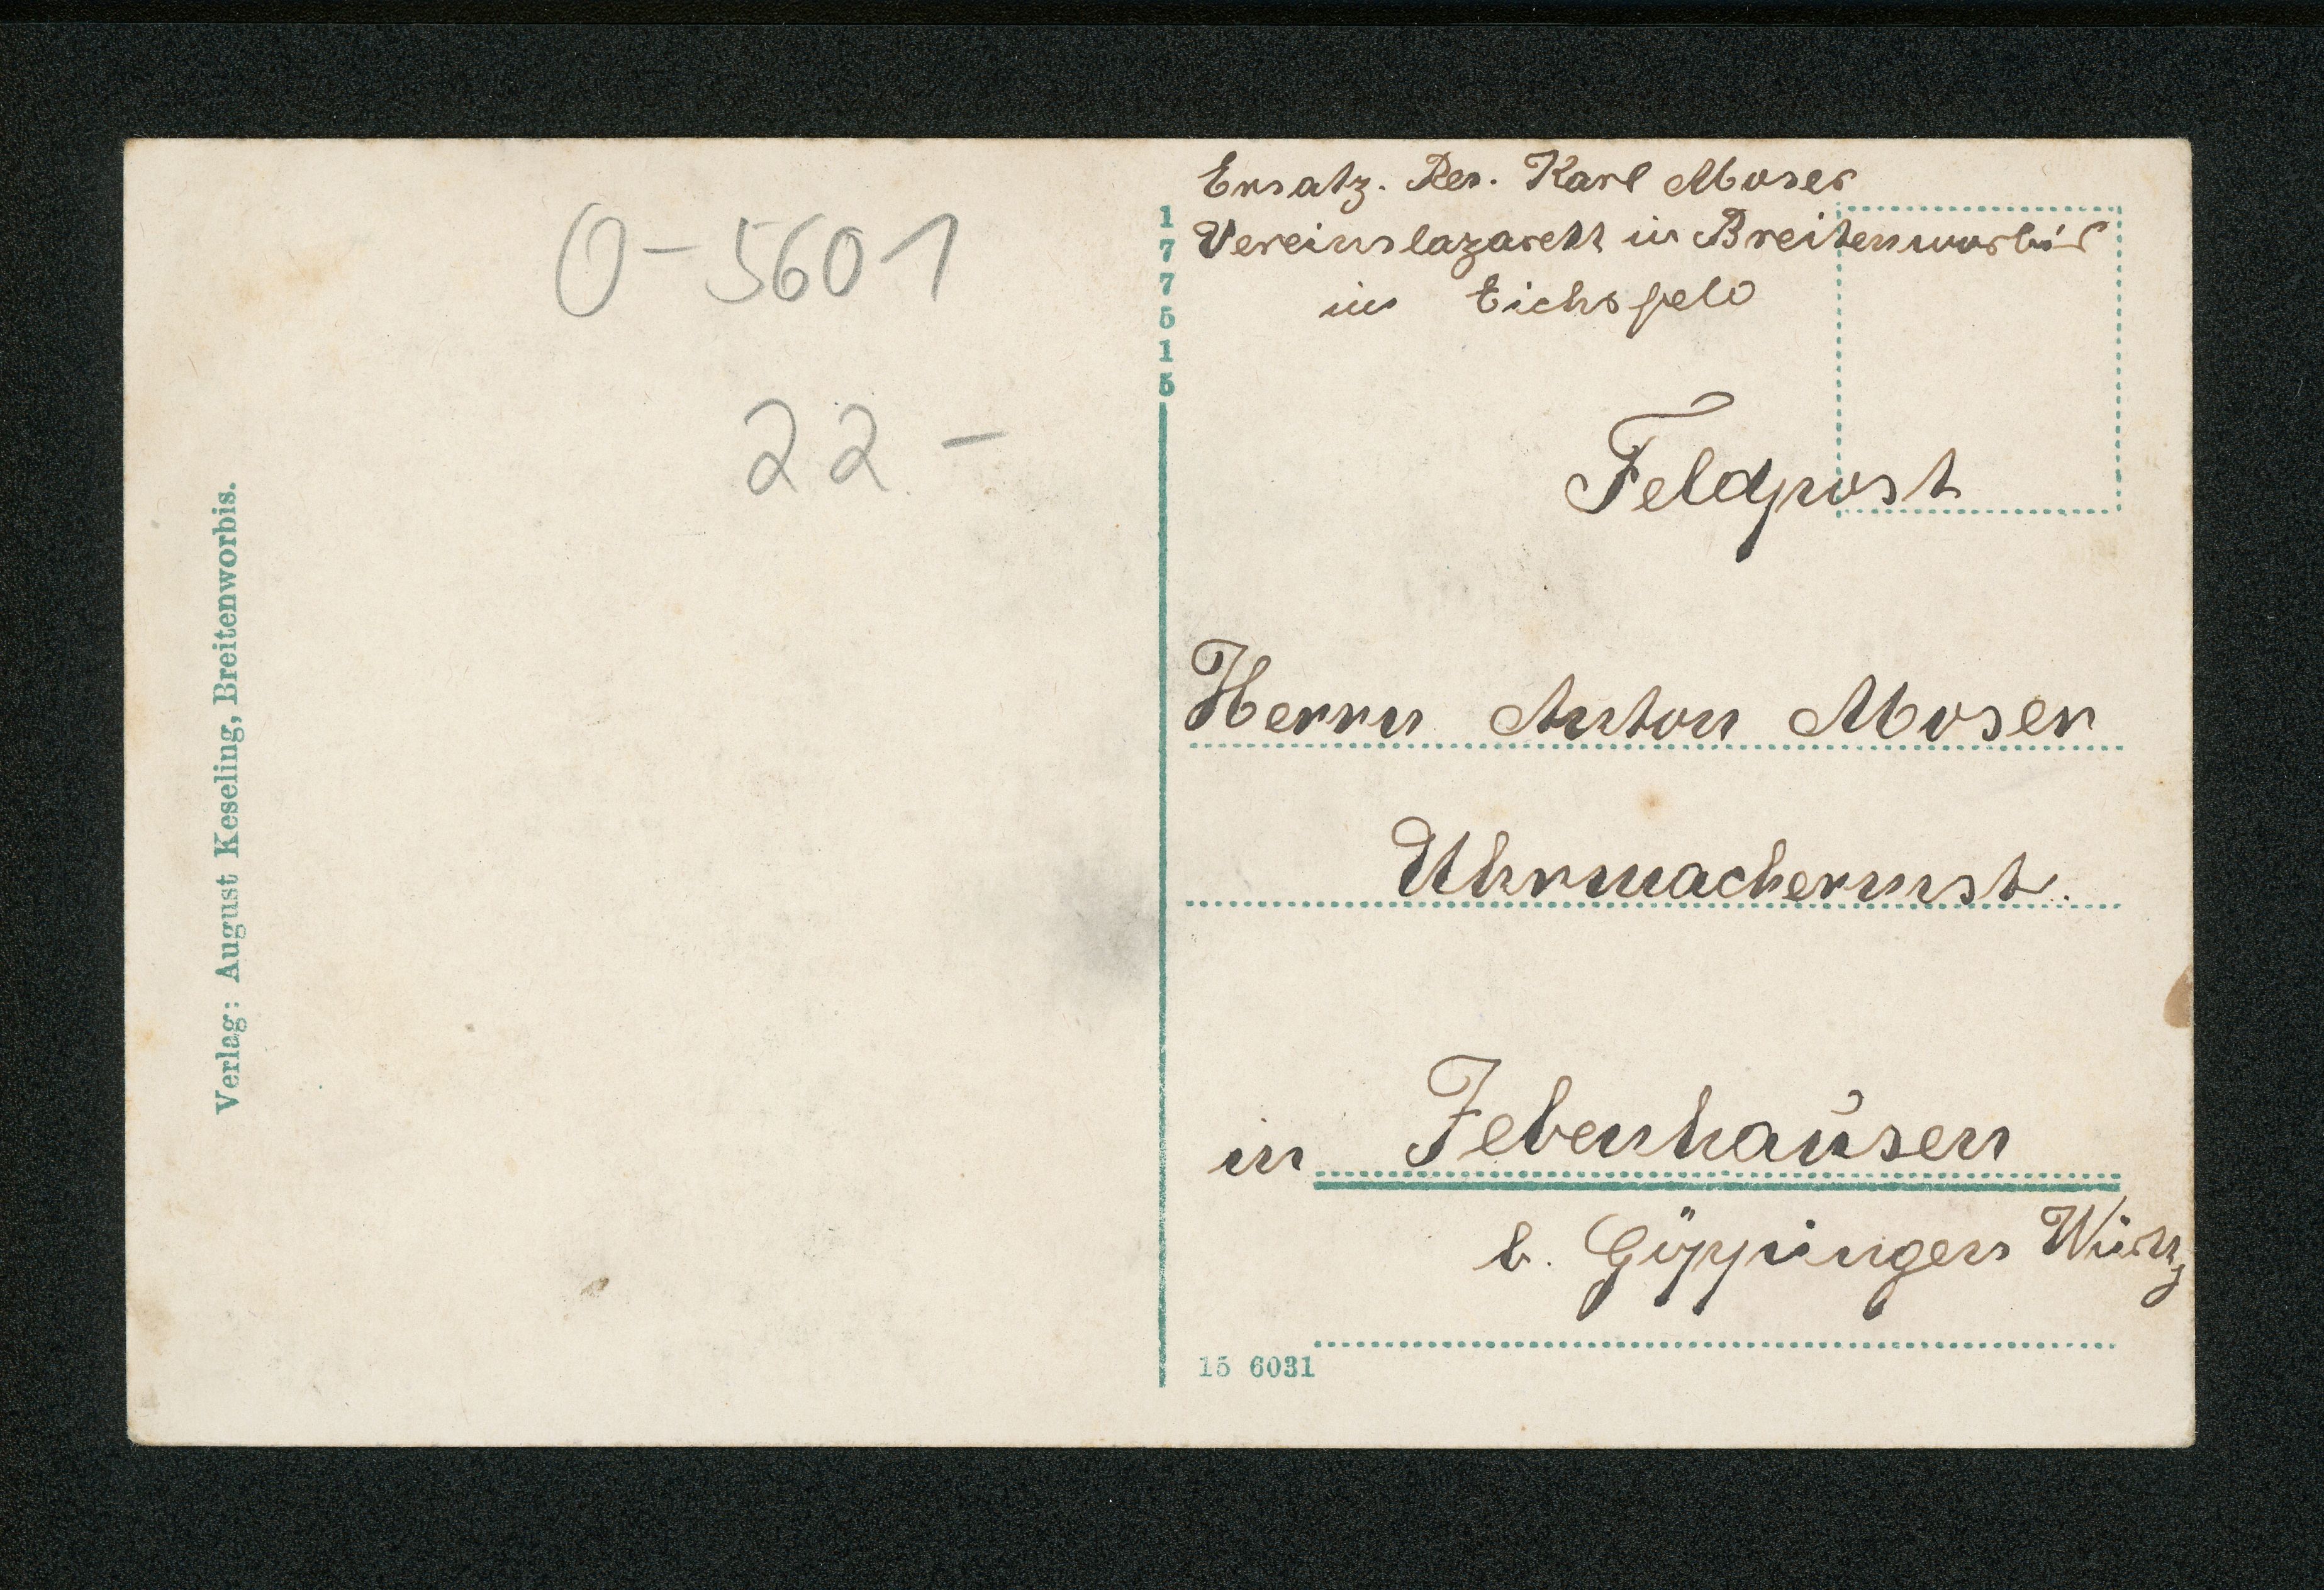 Verlag: August Keseling, Breitenworbis.
0-5601
22-
177515
Ersatz. Res. Karl Moser
Vereinslazarett in Breitenworbis
in Eichsfeld
Feldpost
Herrn Anton Moser
Uhrmachermst.
in Jebenhausen
b. Göppingen Württ
15 6031